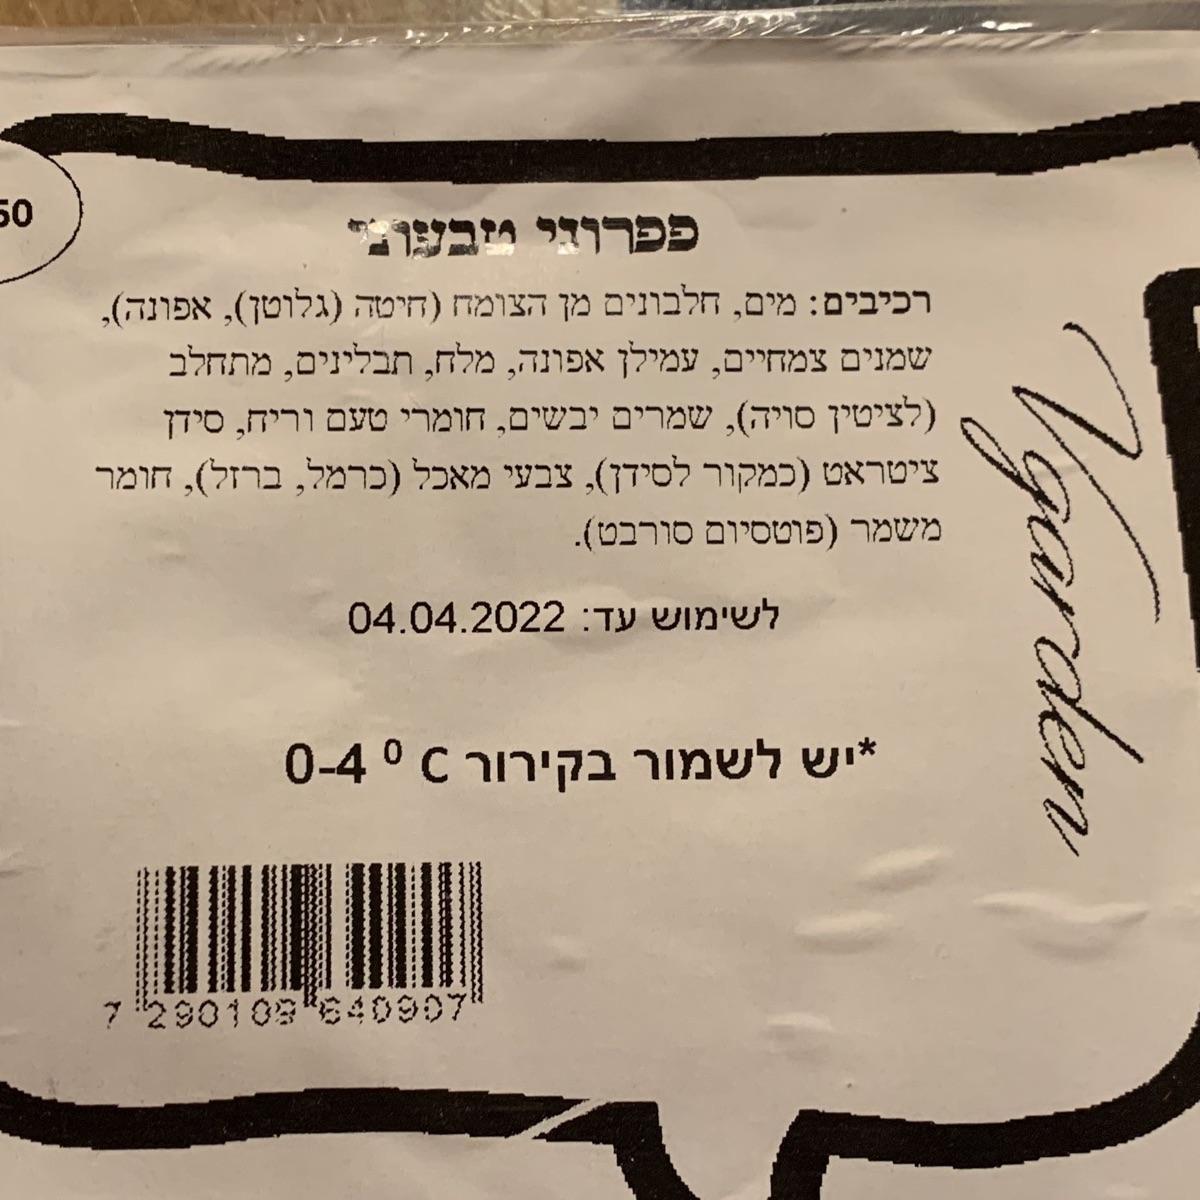 50
פפרוני טבעוני
רכיבים: מים, חלבונים מן הצומח (חיטה (גלוטן), אפונה),
שמנים צמחיים, עמילן אפונה, מלח, תבלינים, מתחלב
(לציטין סויה), שמרים יבשים, חומרי טעם וריח, סידן
ציטראט (כמקור לסידן), צבעי מאכל (כרמל, ברזל), חומר
משמר (פוטסיום סורבט).
Vgarden
לשימוש עד: 04.04.2022
*יש לשמור בקירור 0-4 ⁰ C
7 290109 640907